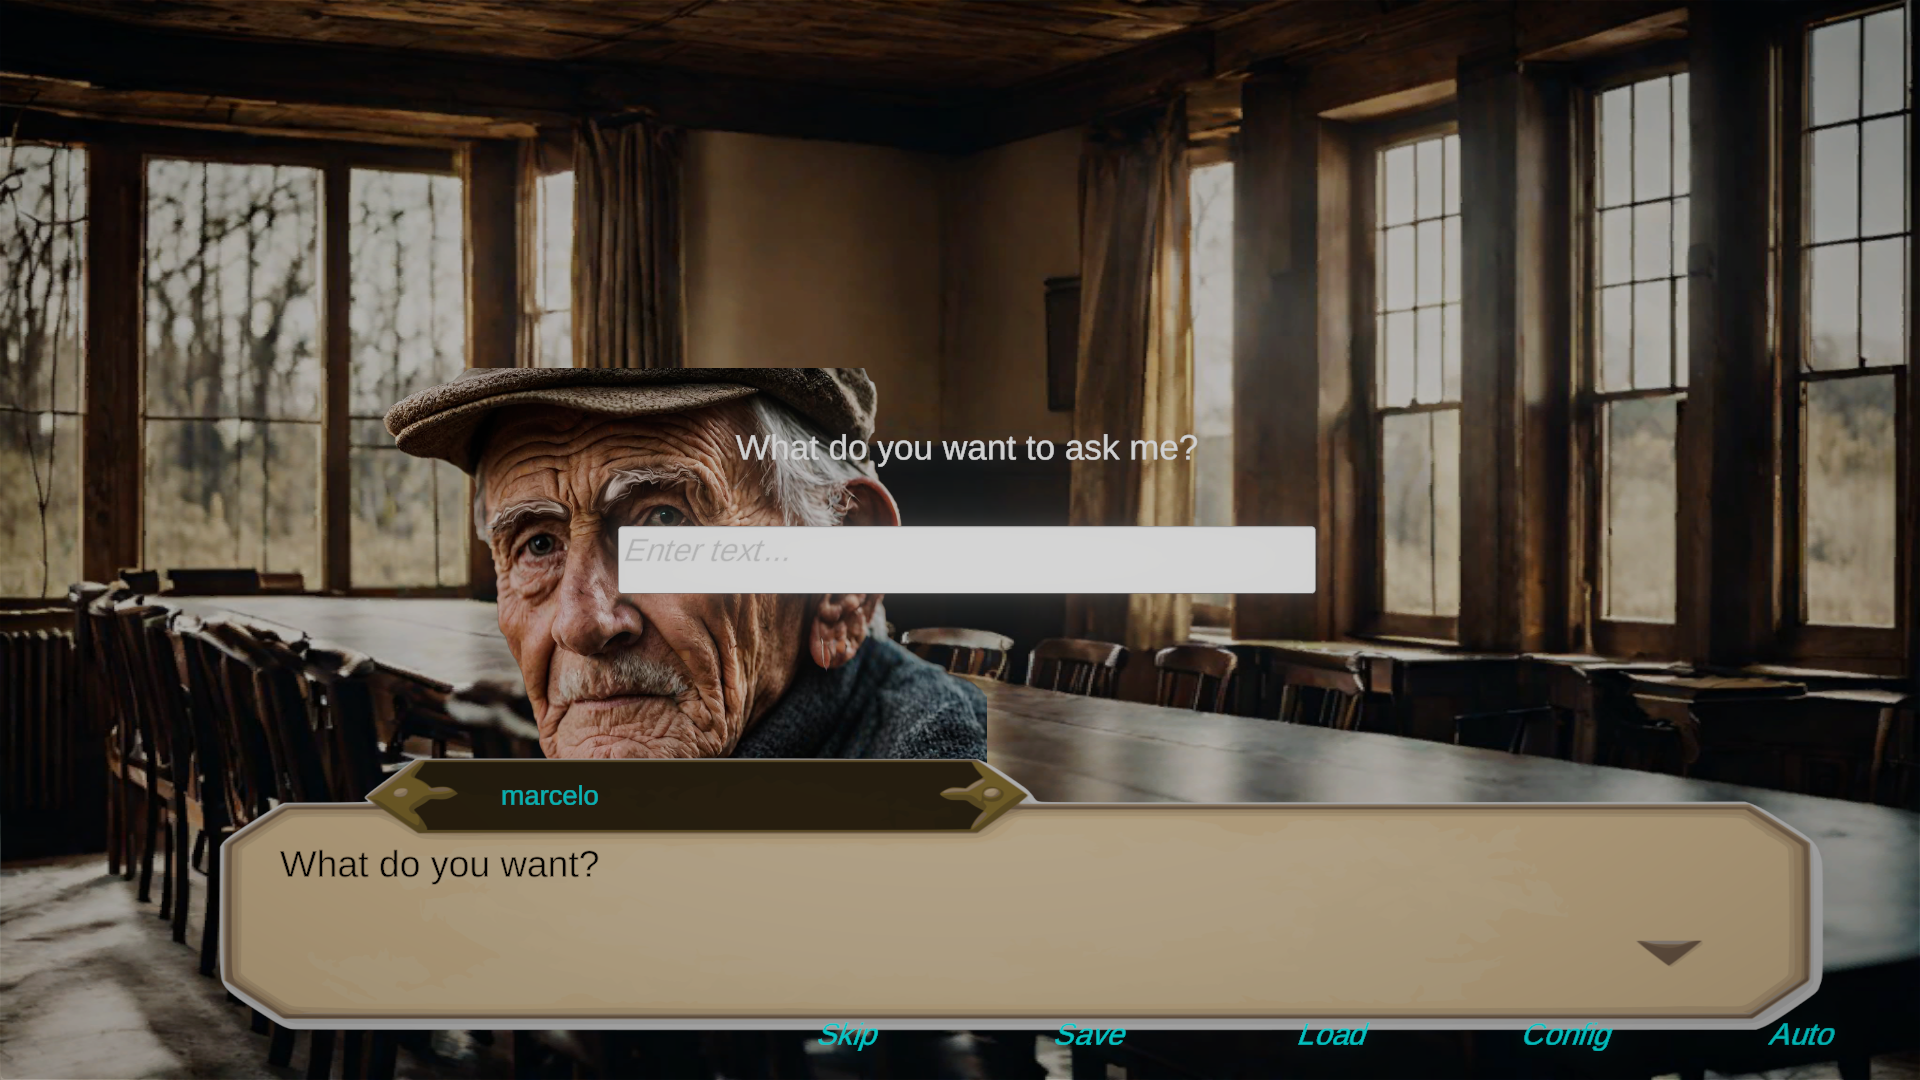 What do you want to ask me?
Enter text...
marcelo
What do you want?
Skip Save Load Config Auto